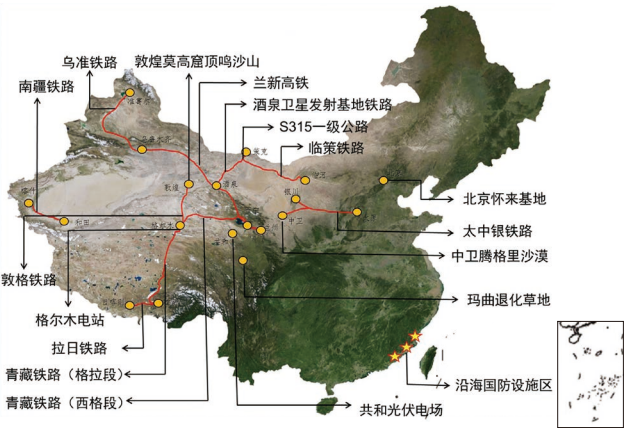 乌准铁路
敦煌莫高窟顶鸣沙山
南疆铁路
兰新高铁
酒泉卫星发射基地铁路
S315一级公路
临策铁路
敦煌
酒泉
银川
北京怀来基地
和田
格尔木
中卫
太中银铁路
中卫腾格里沙漠
敦格铁路
玛曲退化草地
格尔木电站
拉日铁路
青藏铁路（格拉段）
沿海国防设施区
青藏铁路（西格段）
共和光伏电场